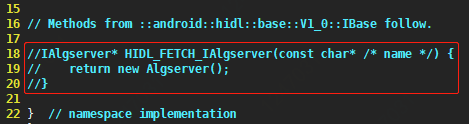 15
16 // Methods from ::android::hidl::base::V1_0::IBase follow.
17
18 //IAlgserver* HIDL_FETCH_IAlgserver(const char* /* name */) {
19 //    return new Algserver();
20 //}
21
22 }  // namespace implementation